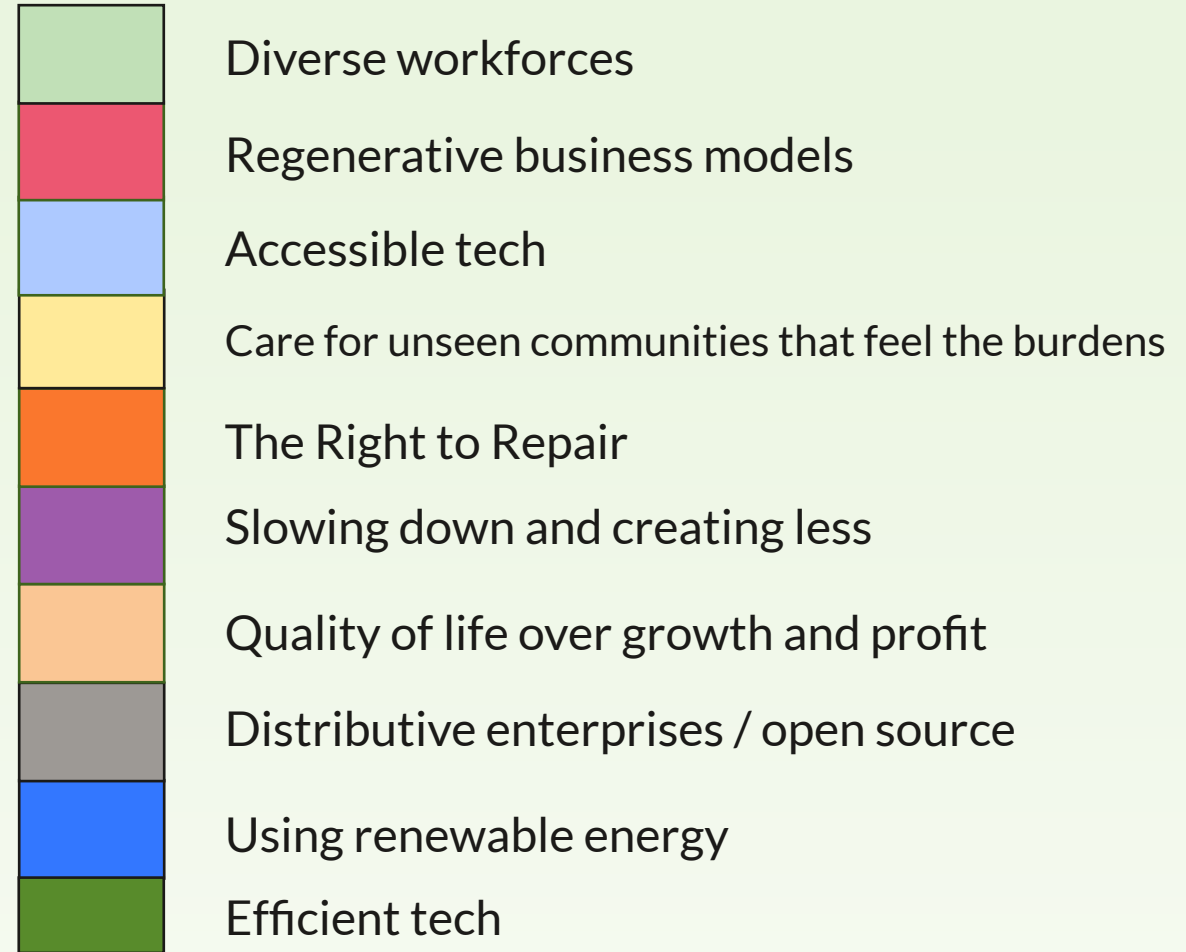 Diverse workforces
Regenerative business models
Accessible tech
Care for unseen communities that feel the burdens
The Right to Repair
Slowing down and creating less
Quality of life over growth and profit
Distributive enterprises / open source
Using renewable energy
Efficient tech